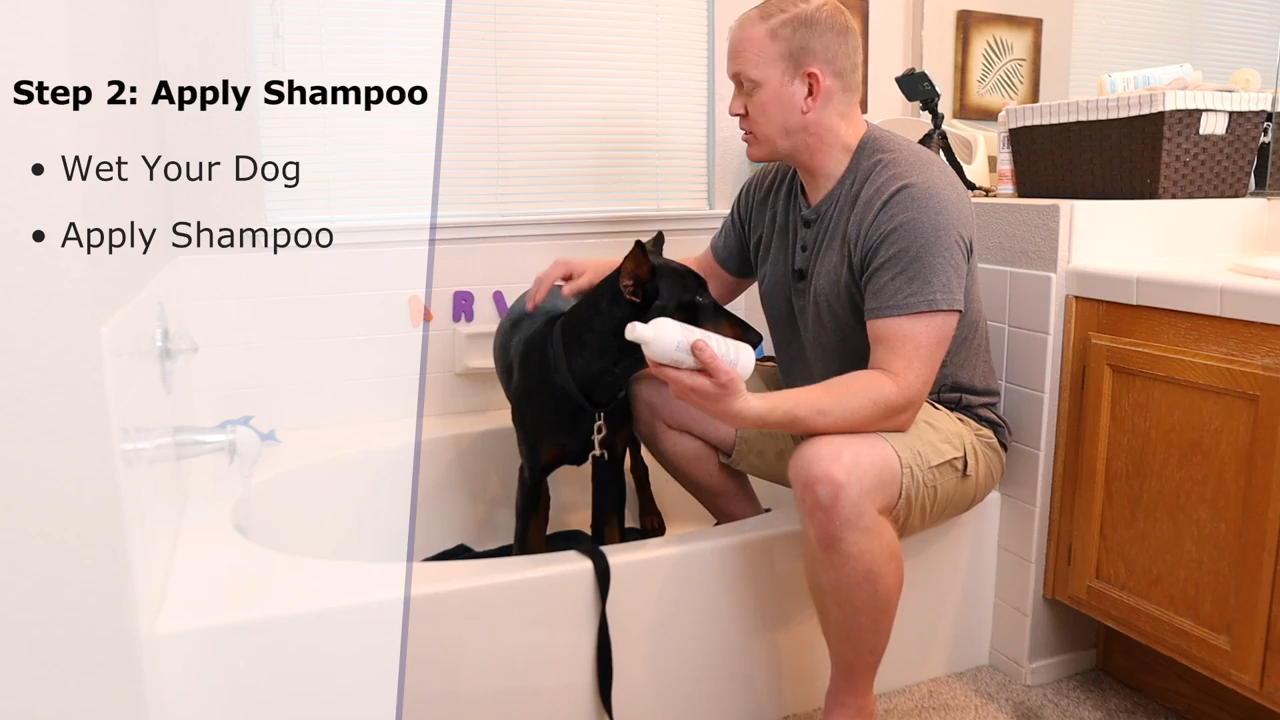 Step 2: Apply Shampoo
• Wet Your Dog
• Apply Shampoo
A R